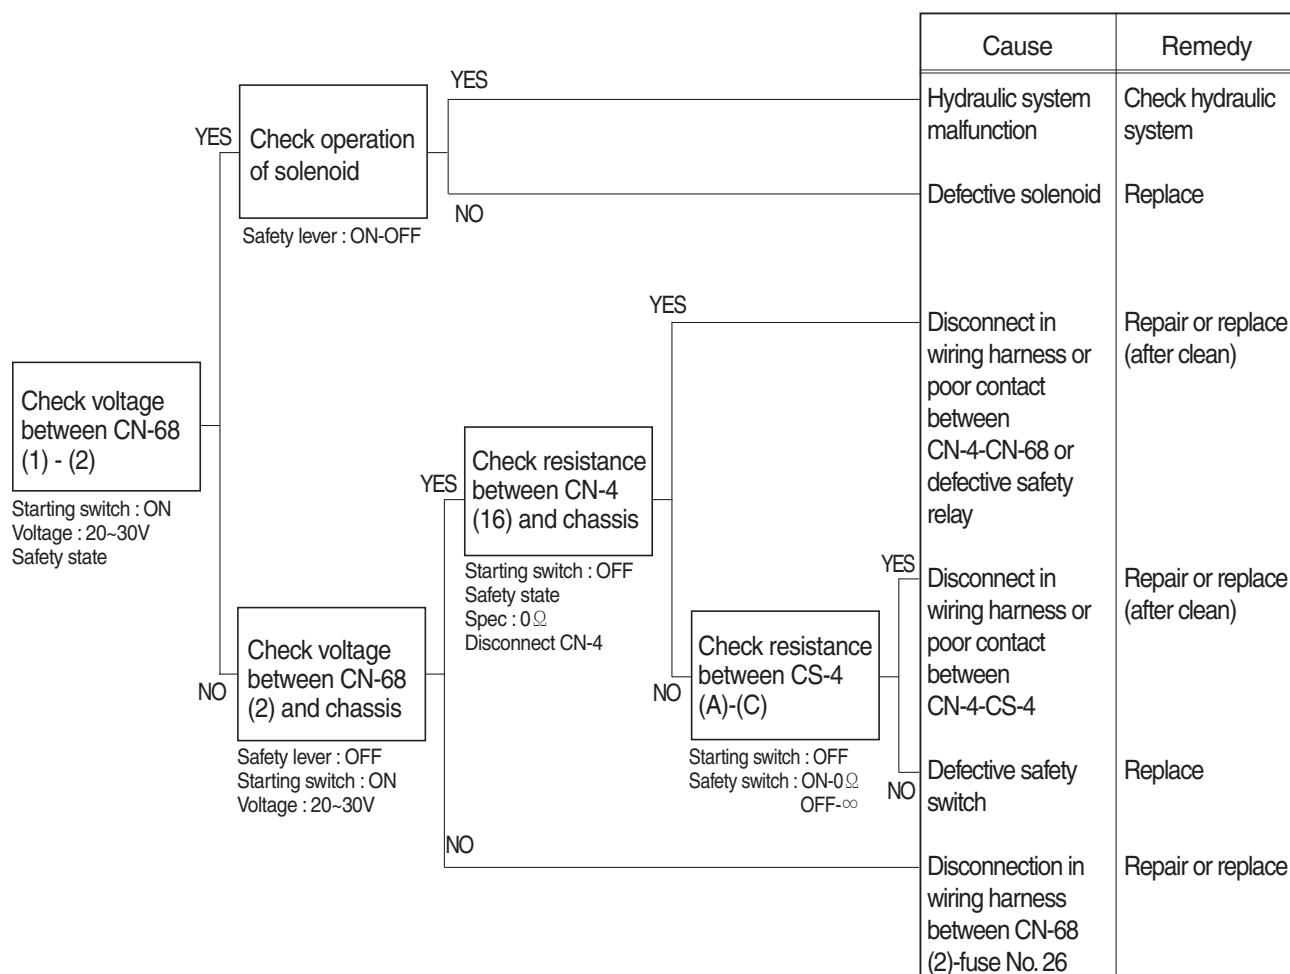 Cause
Remedy
YES
Hydraulic system
malfunction
Check hydraulic
system
YES
Check operation
of solenoid
NO
Defective solenoid
Replace
Safety lever : ON-OFF
YES
Disconnect in
wiring harness or
poor contact
between
CN-4-CN-68 or
defective safety
relay
Repair or replace
(after clean)
Check voltage
between CN-68
(1) - (2)
Starting switch : ON
Voltage : 20~30V
Safety state
YES
Check resistance
between CN-4
(16) and chassis
Starting switch : OFF
Safety state
Spec : 0Ω
Disconnect CN-4
YES
Disconnect in
wiring harness or
poor contact
between
CN-4-CS-4
Repair or replace
(after clean)
NO
Check voltage
between CN-68
(2) and chassis
Safety lever : OFF
Starting switch : ON
Voltage : 20~30V
NO
Check resistance
between CS-4
(A)-(C)
Starting switch : OFF
Safety switch : ON-0Ω
OFF-∞
NO
Defective safety
switch
Replace
NO
Disconnection in
wiring harness
between CN-68
(2)-fuse No. 26
Repair or replace